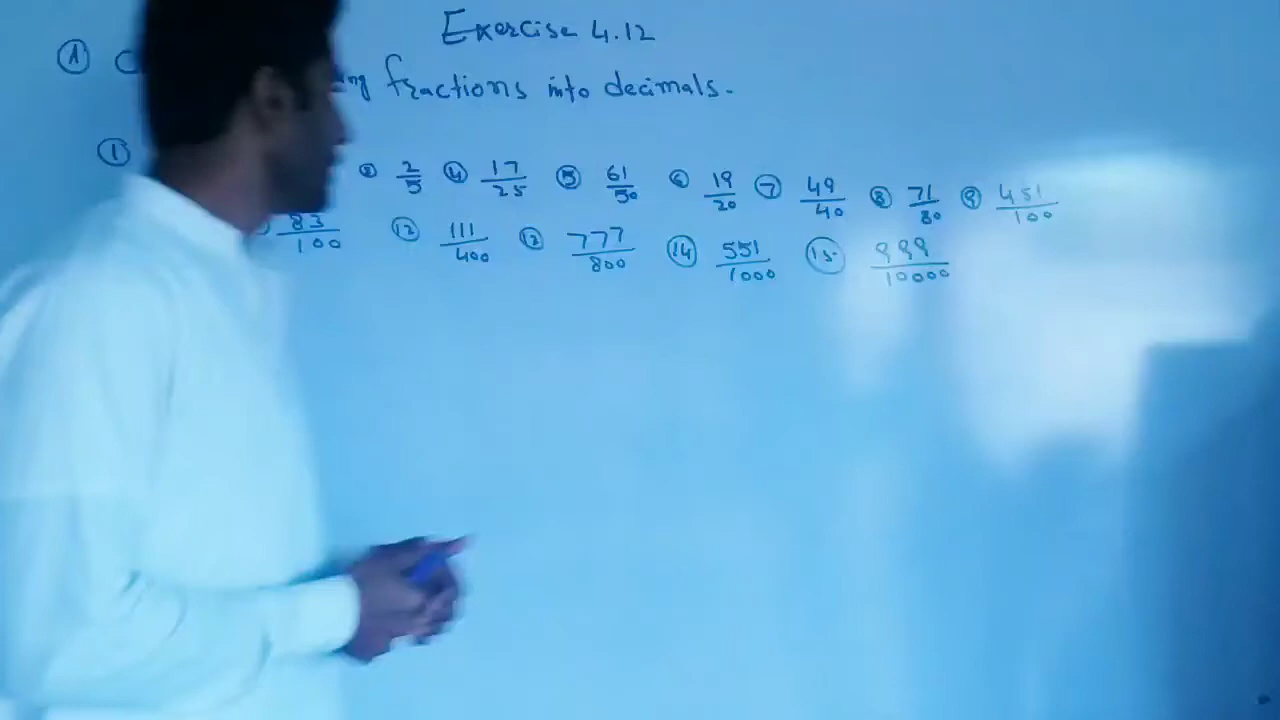 Exercise 4.12
Ⓐ C ng fractions into decimals.
① ③ 2/5 ④ 17/25 ⑤ 61/50 ⑥ 19/20 ⑦ 49/40 ⑧ 71/80 ⑨ 451/100
83/100 ⑫ 111/400 777/800 ⑭ 551/1000 ⑮ 999/10000